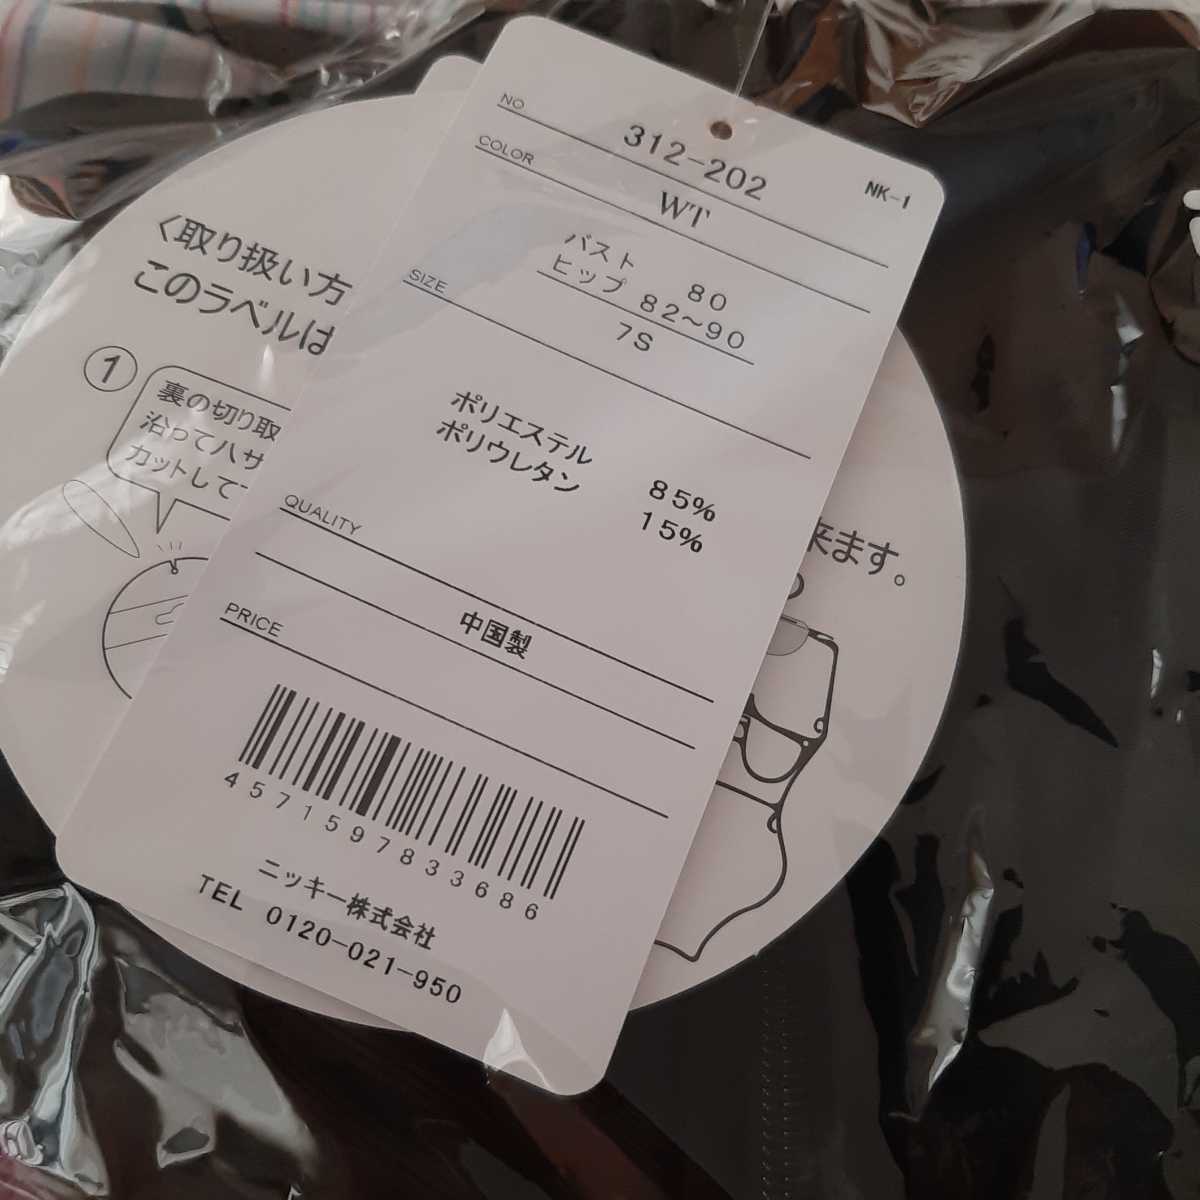 NO
312-202
NK-1
COLOR
WT
バスト 80
ヒップ 82~90
SIZE
7S
ポリエステル 85%
ポリウレタン 15%
QUALITY
中国製
PRICE
4571597833686
ニッキー株式会社
TEL 0120-021-950
<取り扱い方
このラベルは
①
裏の切り取
沿ってハサ
カットして
来ます。